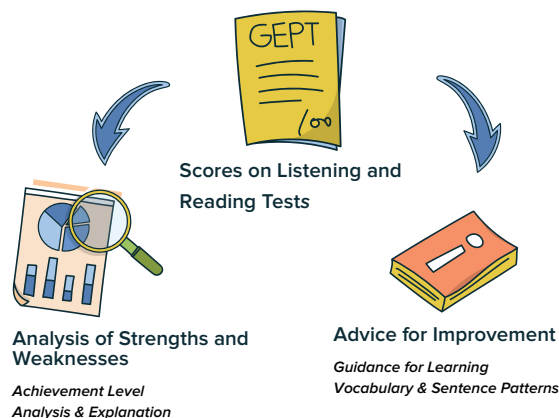 GEPT
100
Scores on Listening and
Reading Tests
Analysis of Strengths and
Weaknesses
Achievement Level
Analysis & Explanation
Advice for Improvement
Guidance for Learning
Vocabulary & Sentence Patterns